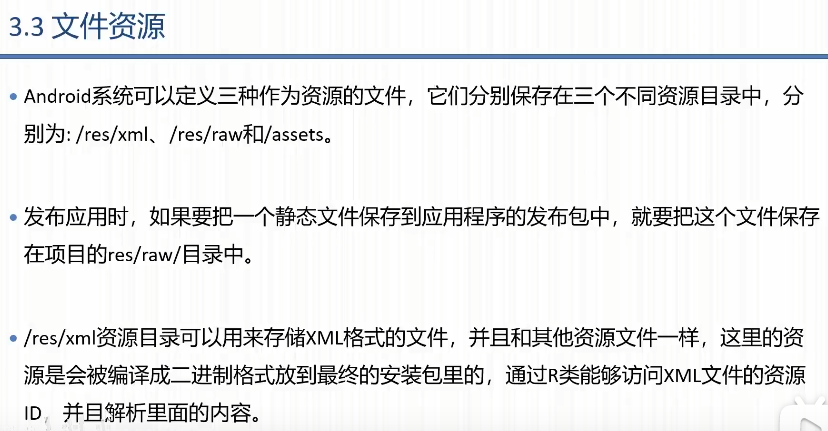 3.3 文件资源
• Android系统可以定义三种作为资源的文件，它们分别保存在三个不同资源目录中，分
别为: /res/xml、/res/raw和/assets。
• 发布应用时，如果要把一个静态文件保存到应用程序的发布包中，就要把这个文件保存
在项目的res/raw/目录中。
• /res/xml资源目录可以用来存储XML格式的文件，并且和其他资源文件一样，这里的资
源是会被编译成二进制格式放到最终的安装包里的，通过R类能够访问XML文件的资源
ID，并且解析里面的内容。